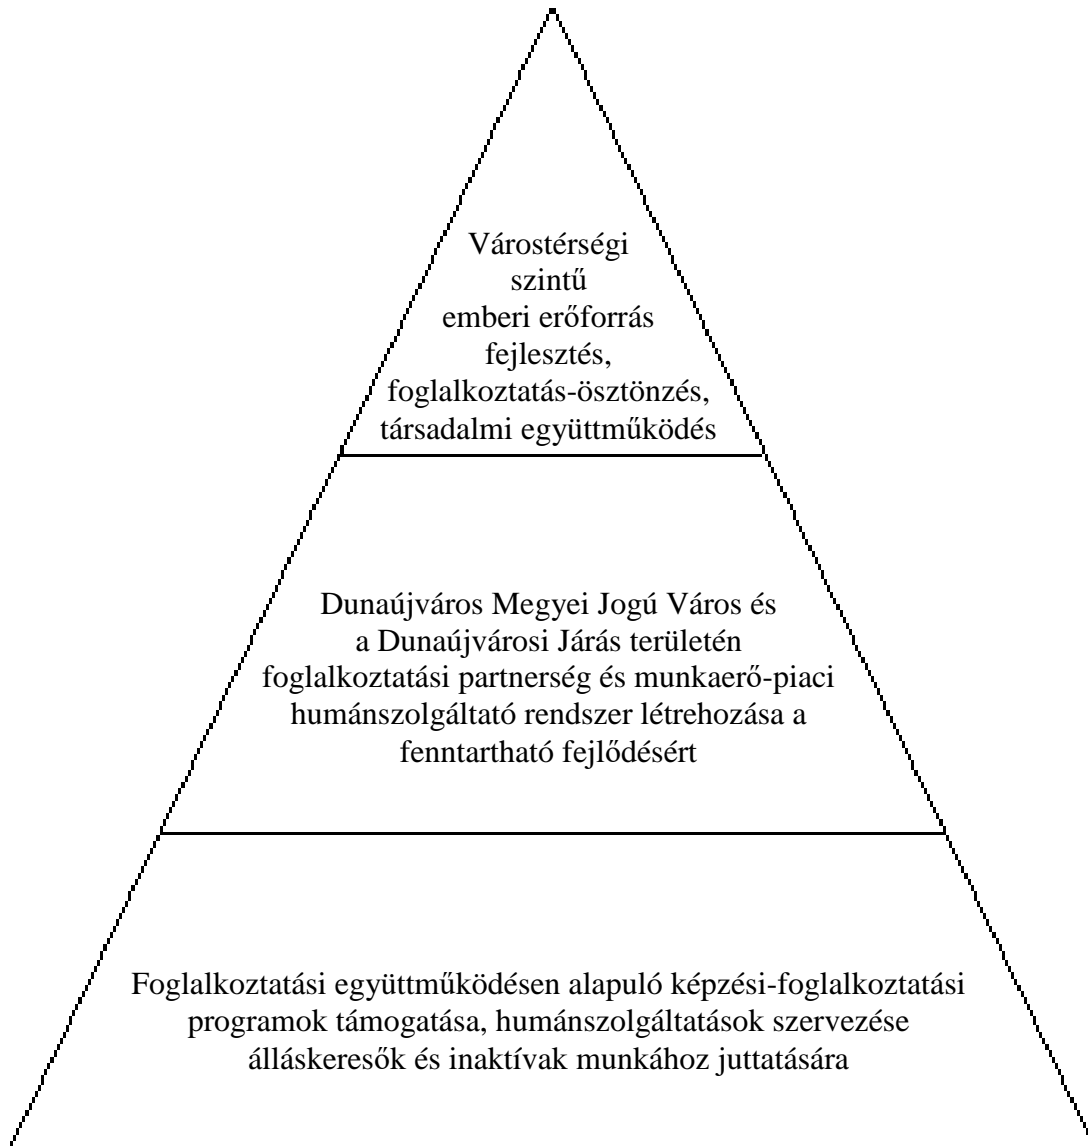 Várostérségi
szintű
emberi erőforrás
fejlesztés,
foglalkoztatás-ösztönzés,
társadalmi együttműködés
Dunaújváros Megyei Jogú Város és
a Dunaújvárosi Járás területén
foglalkoztatási partnerség és munkaerő-piaci
humánszolgáltató rendszer létrehozása a
fenntartható fejlődésért
Foglalkoztatási együttműködésen alapuló képzési-foglalkoztatási
programok támogatása, humánszolgáltatások szervezése
álláskeresők és inaktívak munkához juttatására